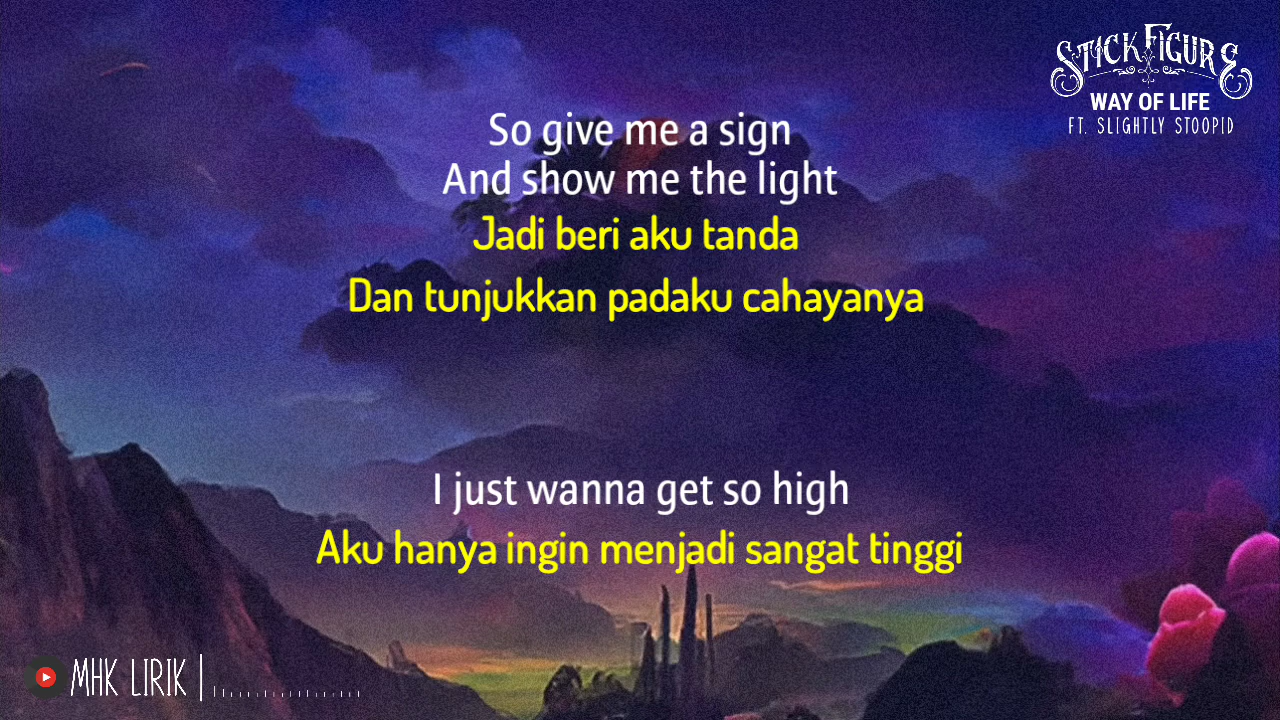 STICK FIGURE
WAY OF LIFE
FT. SLIGHTLY STOOPID
So give me a sign
And show me the light
Jadi beri aku tanda
Dan tunjukkan padaku cahayanya
I just wanna get so high
Aku hanya ingin menjadi sangat tinggi
MHK LIRIK